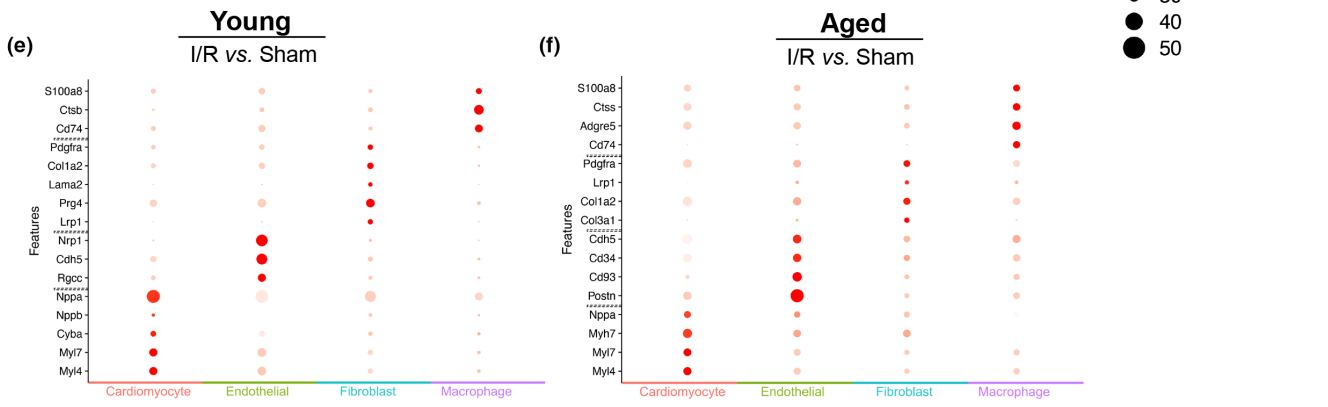 Young
I/R vs. Sham
(e)
S100a8
Ctsb
Cd74
Pdgfra
Col1a2
Lama2
Prg4
Lrp1
Nrp1
Cdh5
Rgcc
Nppa
Nppb
Cyba
Myl7
Myl4
Features
Cardiomyocyte Endothelial Fibroblast Macrophage
Aged
I/R vs. Sham
(f)
S100a8
Ctss
Adgre5
Cd74
Pdgfra
Lrp1
Col1a2
Col3a1
Cdh5
Cd34
Cd93
Postn
Nppa
Myh7
Myl7
Myl4
Features
Cardiomyocyte Endothelial Fibroblast Macrophage
40
50